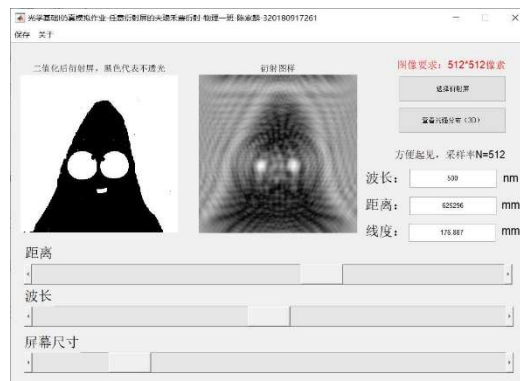 光学基础仿真模拟作业-任意衍射屏的夫琅禾费衍射-物理一班-陈家麟-320180917261
保存 关于
二值化后衍射屏，黑色代表不透光
衍射图样
图像要求：512*512像素
选择衍射屏
查看光强分布（3D）
方便起见，采样率N=512
波长： 500 nm
距离： 625296 mm
线度： 176.887 mm
距离
波长
屏幕尺寸